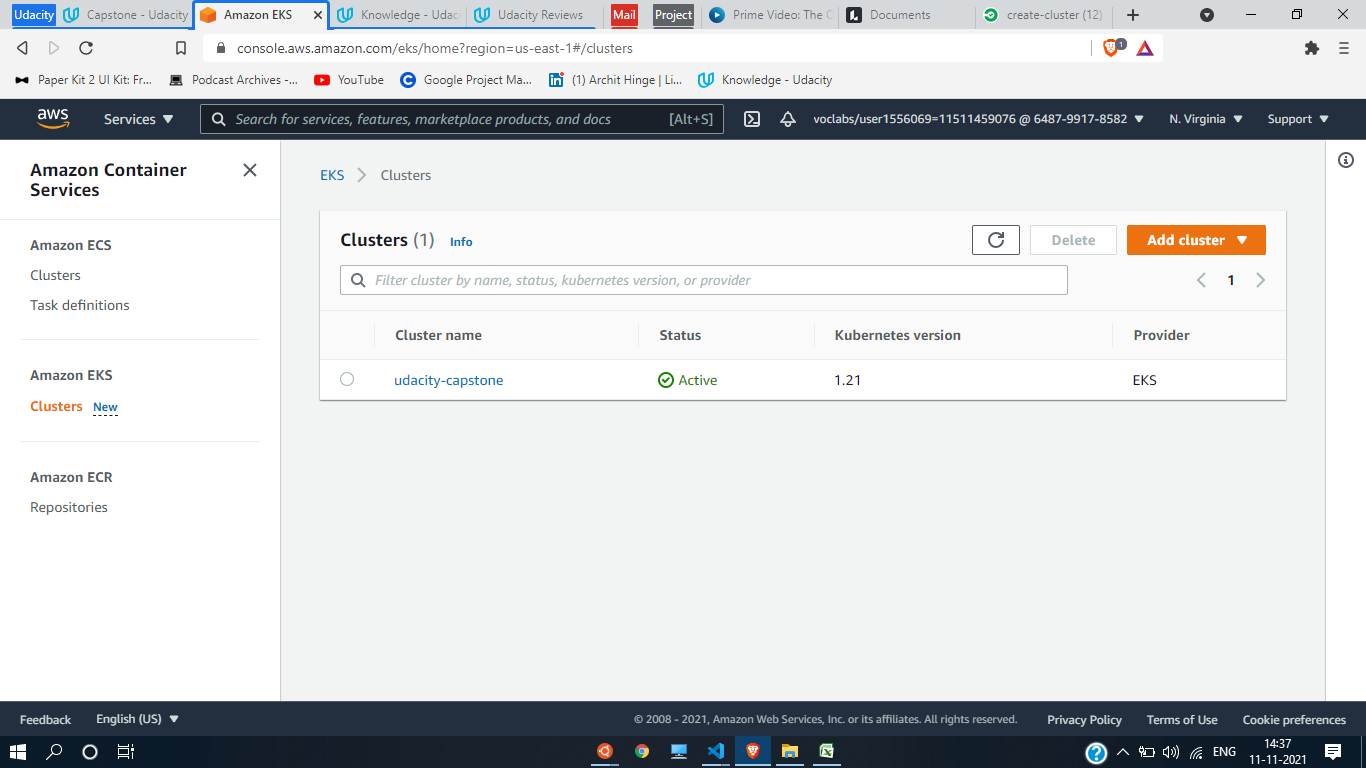 Udacity Capstone - Udacity Amazon EKS Knowledge - Udac Udacity Reviews Mail Project Prime Video: The C Documents create-cluster (12)
console.aws.amazon.com/eks/home?region=us-east-1#/clusters 1
Paper Kit 2 UI Kit: Fr... Podcast Archives -... YouTube Google Project Ma... (1) Archit Hinge | Li... Knowledge - Udacity
aws Services Search for services, features, marketplace products, and docs [Alt+S] voclabs/user1556069=11511459076 @ 6487-9917-8582 N. Virginia Support
Amazon Container
Services
Amazon ECS
Clusters
Task definitions
Amazon EKS
Clusters New
Amazon ECR
Repositories
EKS Clusters
Clusters (1) Info Delete Add cluster
Filter cluster by name, status, kubernetes version, or provider 1
Cluster name Status Kubernetes version Provider
udacity-capstone Active 1.21 EKS
Feedback English (US) © 2008 - 2021, Amazon Web Services, Inc. or its affiliates. All rights reserved. Privacy Policy Terms of Use Cookie preferences
ENG 14:37
11-11-2021